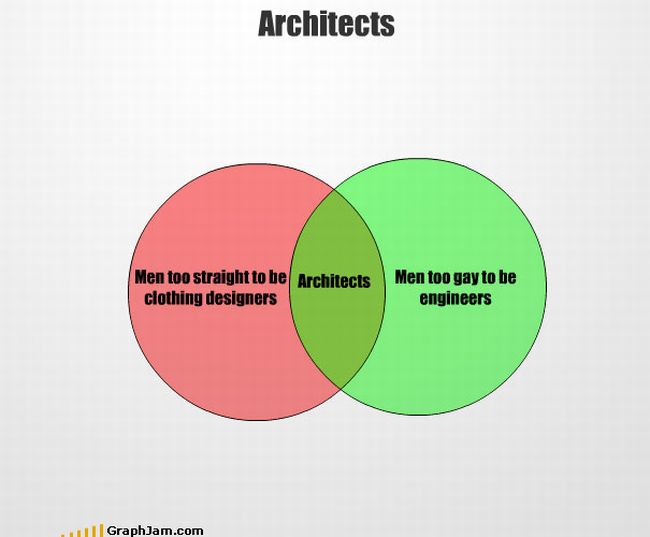 Architects
Men too straight to be
clothing designers
Architects
Men too gay to be
engineers
GraphJam.com